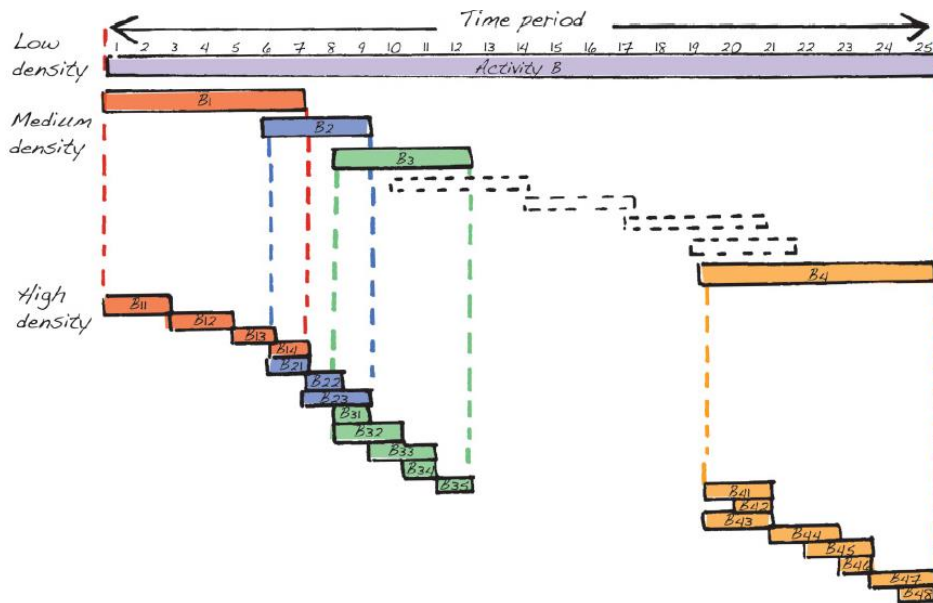 Time period
Low density
1 2 3 4 5 6 7 8 9 10 11 12 13 14 15 16 17 18 19 20 21 22 23 24 25
Activity B
B1
Medium density
B2
B3
B4
High density
B11
B12
B13
B14
B21
B22
B23
B31
B32
B33
B34
B35
B41
B42
B43
B44
B45
B46
B47
B48